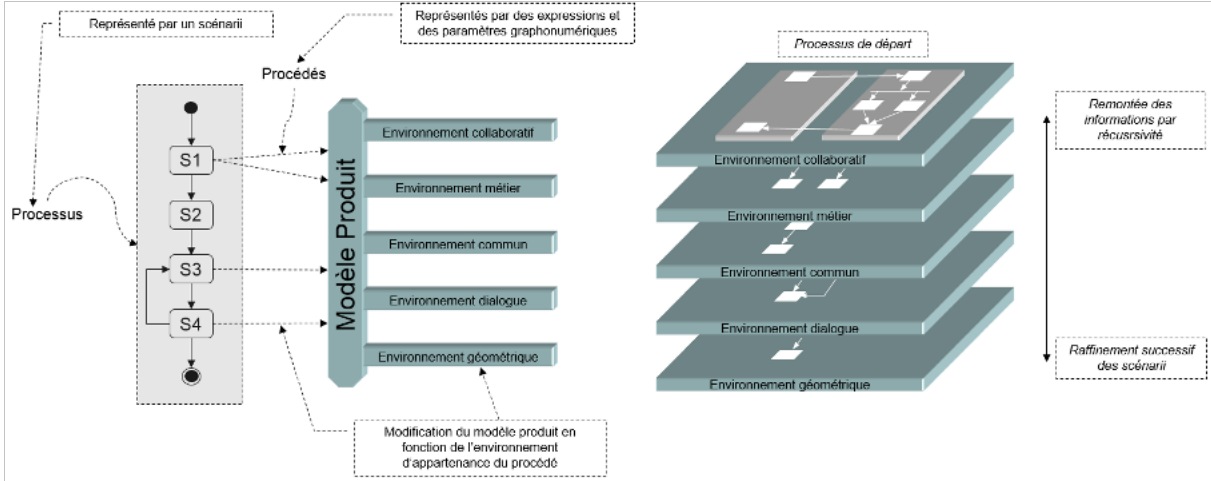 Représenté par un scénarii
Représentés par des expressions et
des paramètres graphonumériques
Procédés
Processus
S1
S2
S3
S4
Modèle Produit
Environnement collaboratif
Environnement métier
Environnement commun
Environnement dialogue
Environnement géométrique
Modification du modèle produit en
fonction de l'environnement
d'appartenance du procédé
Processus de départ
Environnement collaboratif
Environnement métier
Environnement commun
Environnement dialogue
Environnement géométrique
Remontée des
informations par
récusrsivité
Raffinement successif
des scénarii